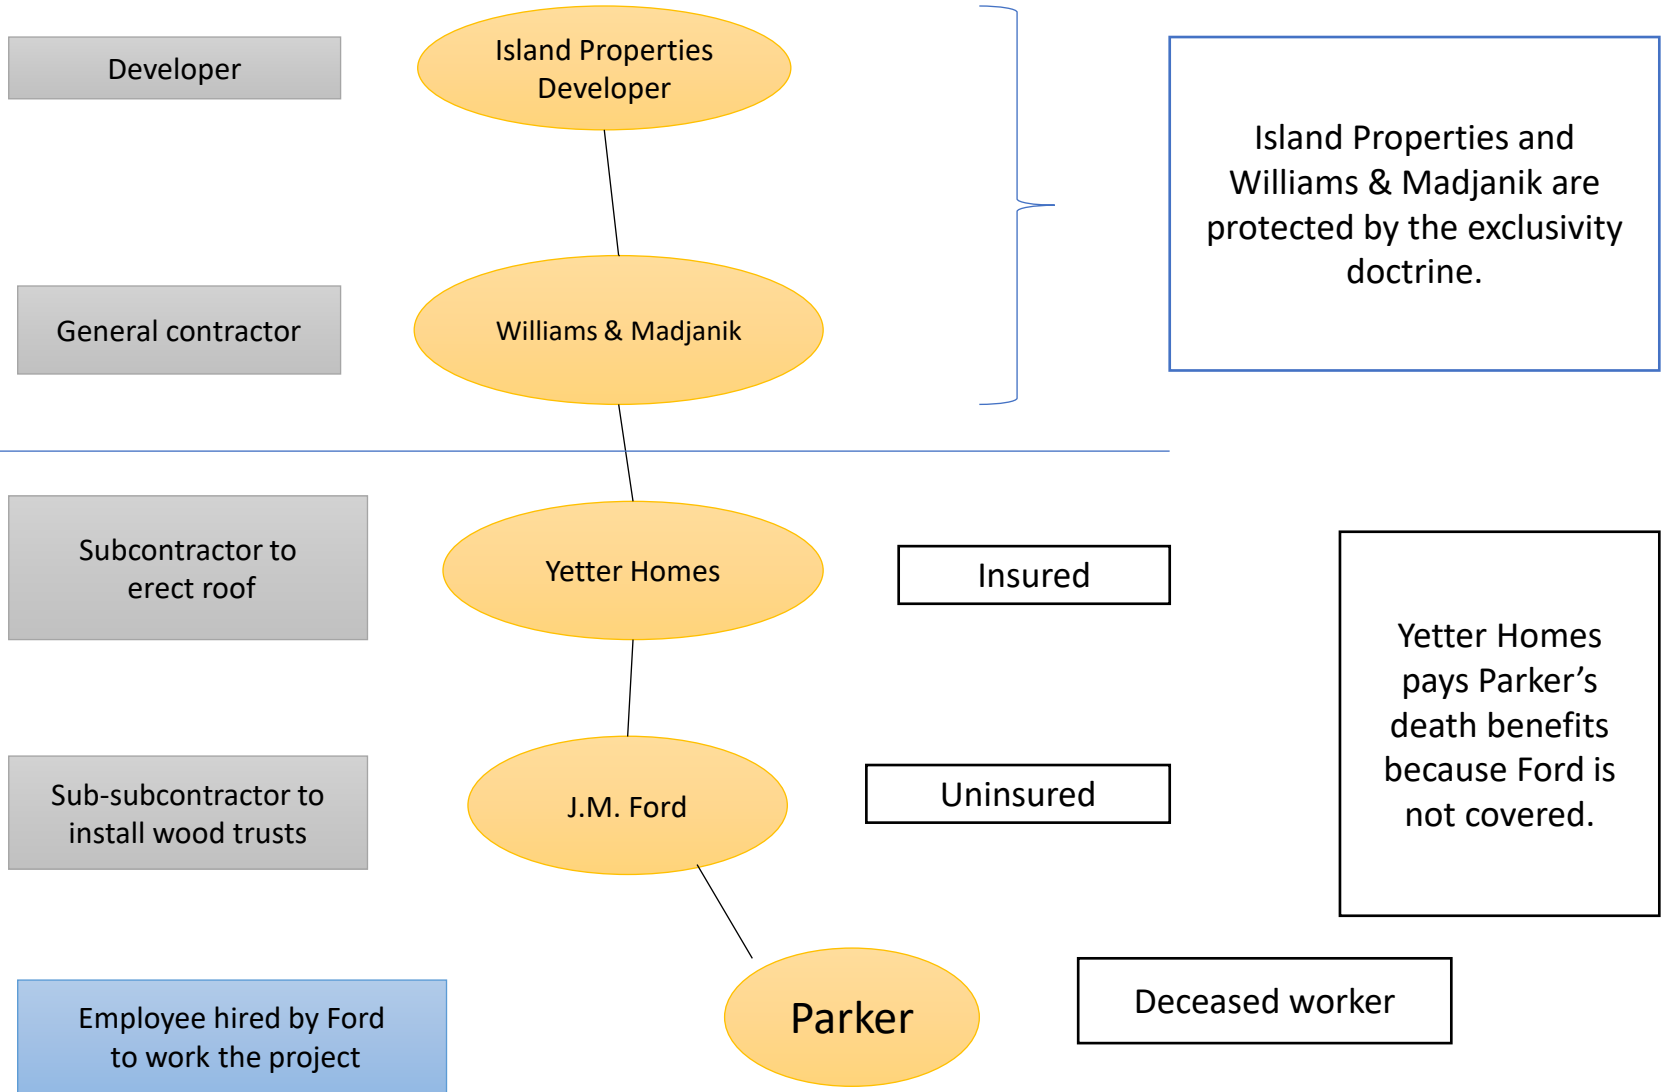 Developer
Island Properties
Developer
Island Properties and
Williams & Madjanik are
protected by the exclusivity
doctrine.
General contractor
Williams & Madjanik
Subcontractor to
erect roof
Yetter Homes
Insured
Yetter Homes
pays Parker’s
death benefits
because Ford is
not covered.
Sub-subcontractor to
install wood trusts
J.M. Ford
Uninsured
Employee hired by Ford
to work the project
Parker
Deceased worker